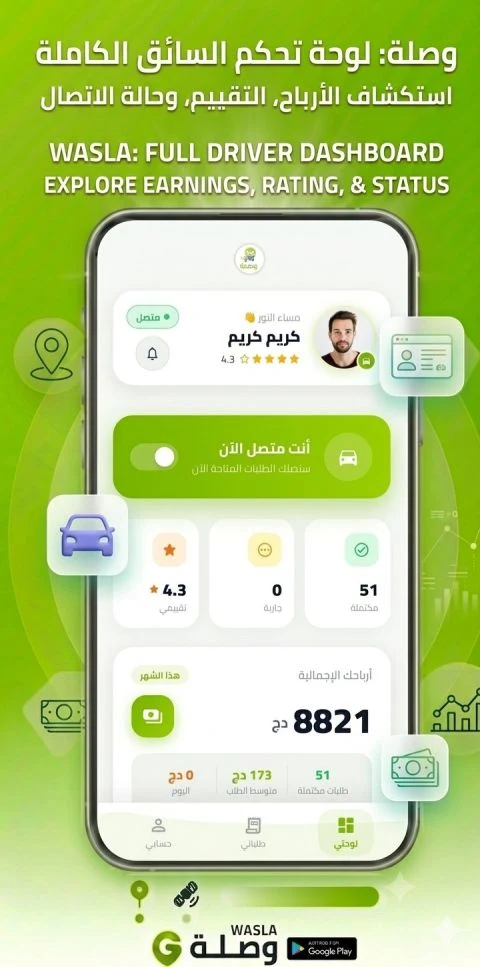 وصلة: لوحة تحكم السائق الكاملة
استكشاف الأرباح، التقييم، وحالة الاتصال
WASLA: FULL DRIVER DASHBOARD
EXPLORE EARNINGS, RATING, & STATUS
وصلة
مساء النور 👋
متصل
كريم كريم
4.3
أنت متصل الآن
ستصلك الطلبات المتاحة الآن
51
مكتملة
0
جارية
4.3
تقييمي
أرباحك الإجمالية
هذا الشهر
8821 دج
51
طلبات مكتملة
173 دج
متوسط الطلب
0 دج
اليوم
لوحتي
طلباتي
حسابي
WASLA
وصلة
Google Play